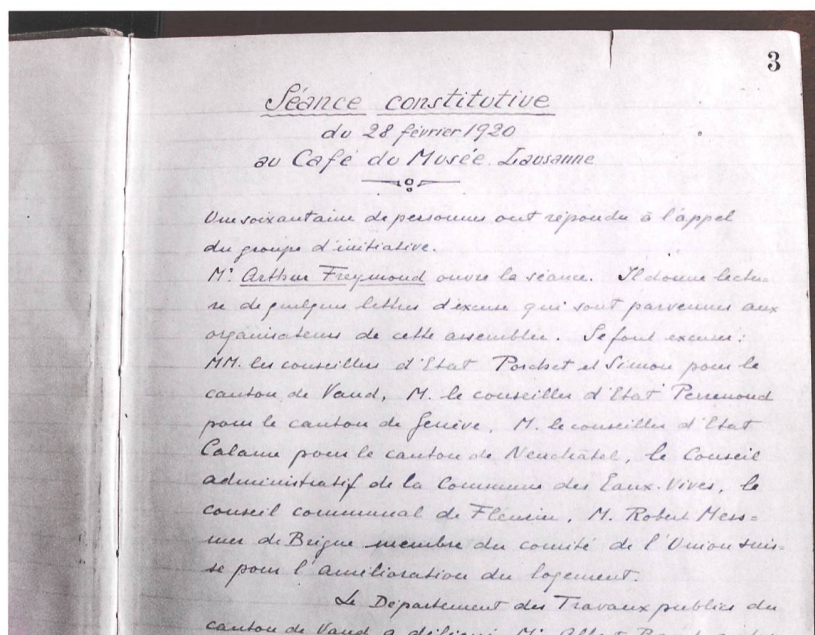 3
Séance constitutive
du 28 février 1920
au Café du Musée. Lausanne
Une soixantaine de personnes ont répondu à l'appel
du groupe d'initiative.
Mr Arthur Freymond ouvre la séance. Il donne lectu=
re de quelques lettres d'excuse qui sont parvenues aux
organisateurs de cette assemblée. Se font excuser:
MM. les conseillers d'Etat Porchet et Simon pour le
canton de Vaud, M. le conseiller d'Etat Perrenoud
pour le canton de Genève, M. le conseiller d'Etat
Calame pour le canton de Neuchâtel, le Conseil
administratif de la Commune des Eaux-Vives, le
conseil communal de Fleurier, M. Robert Mess=
mer de Brigue membre du comité de l'Union suis=
se pour l'amélioration du logement.
Le Département des Travaux publics du
canton de Vaud a délégué Mr Albert